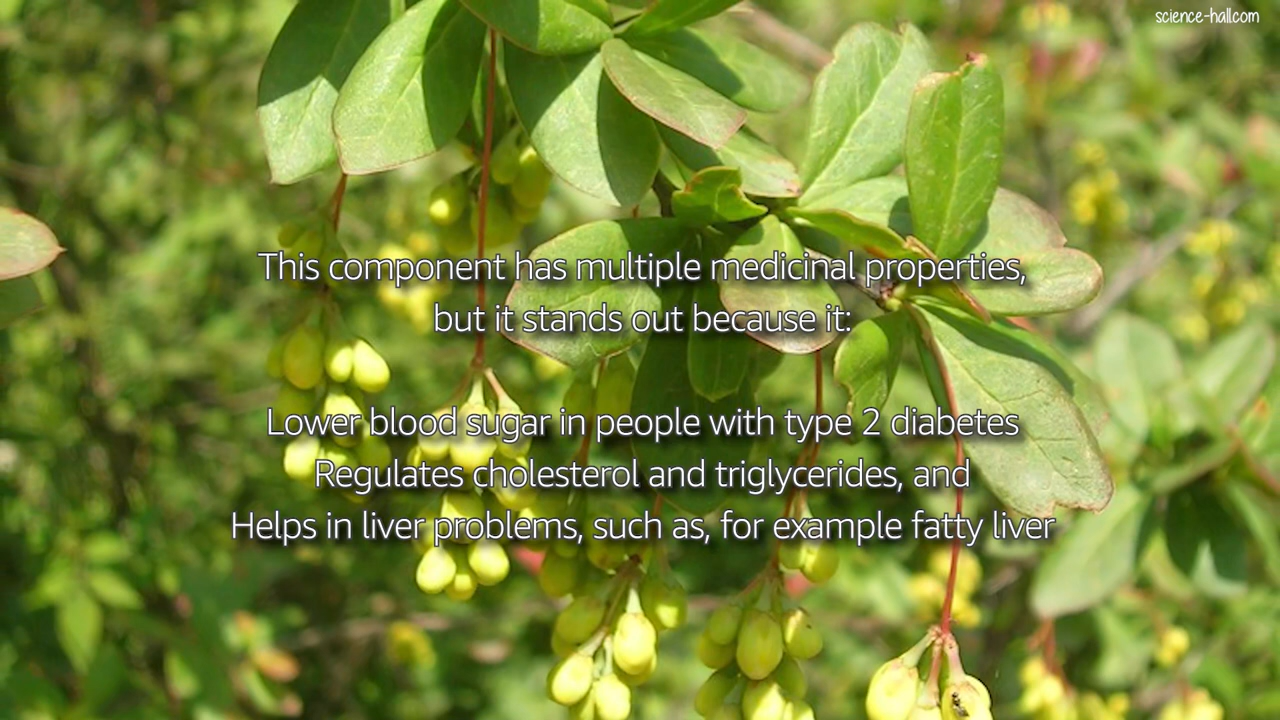 science-hall.com
This component has multiple medicinal properties,
but it stands out because it:
Lower blood sugar in people with type 2 diabetes
Regulates cholesterol and triglycerides, and
Helps in liver problems, such as, for example fatty liver